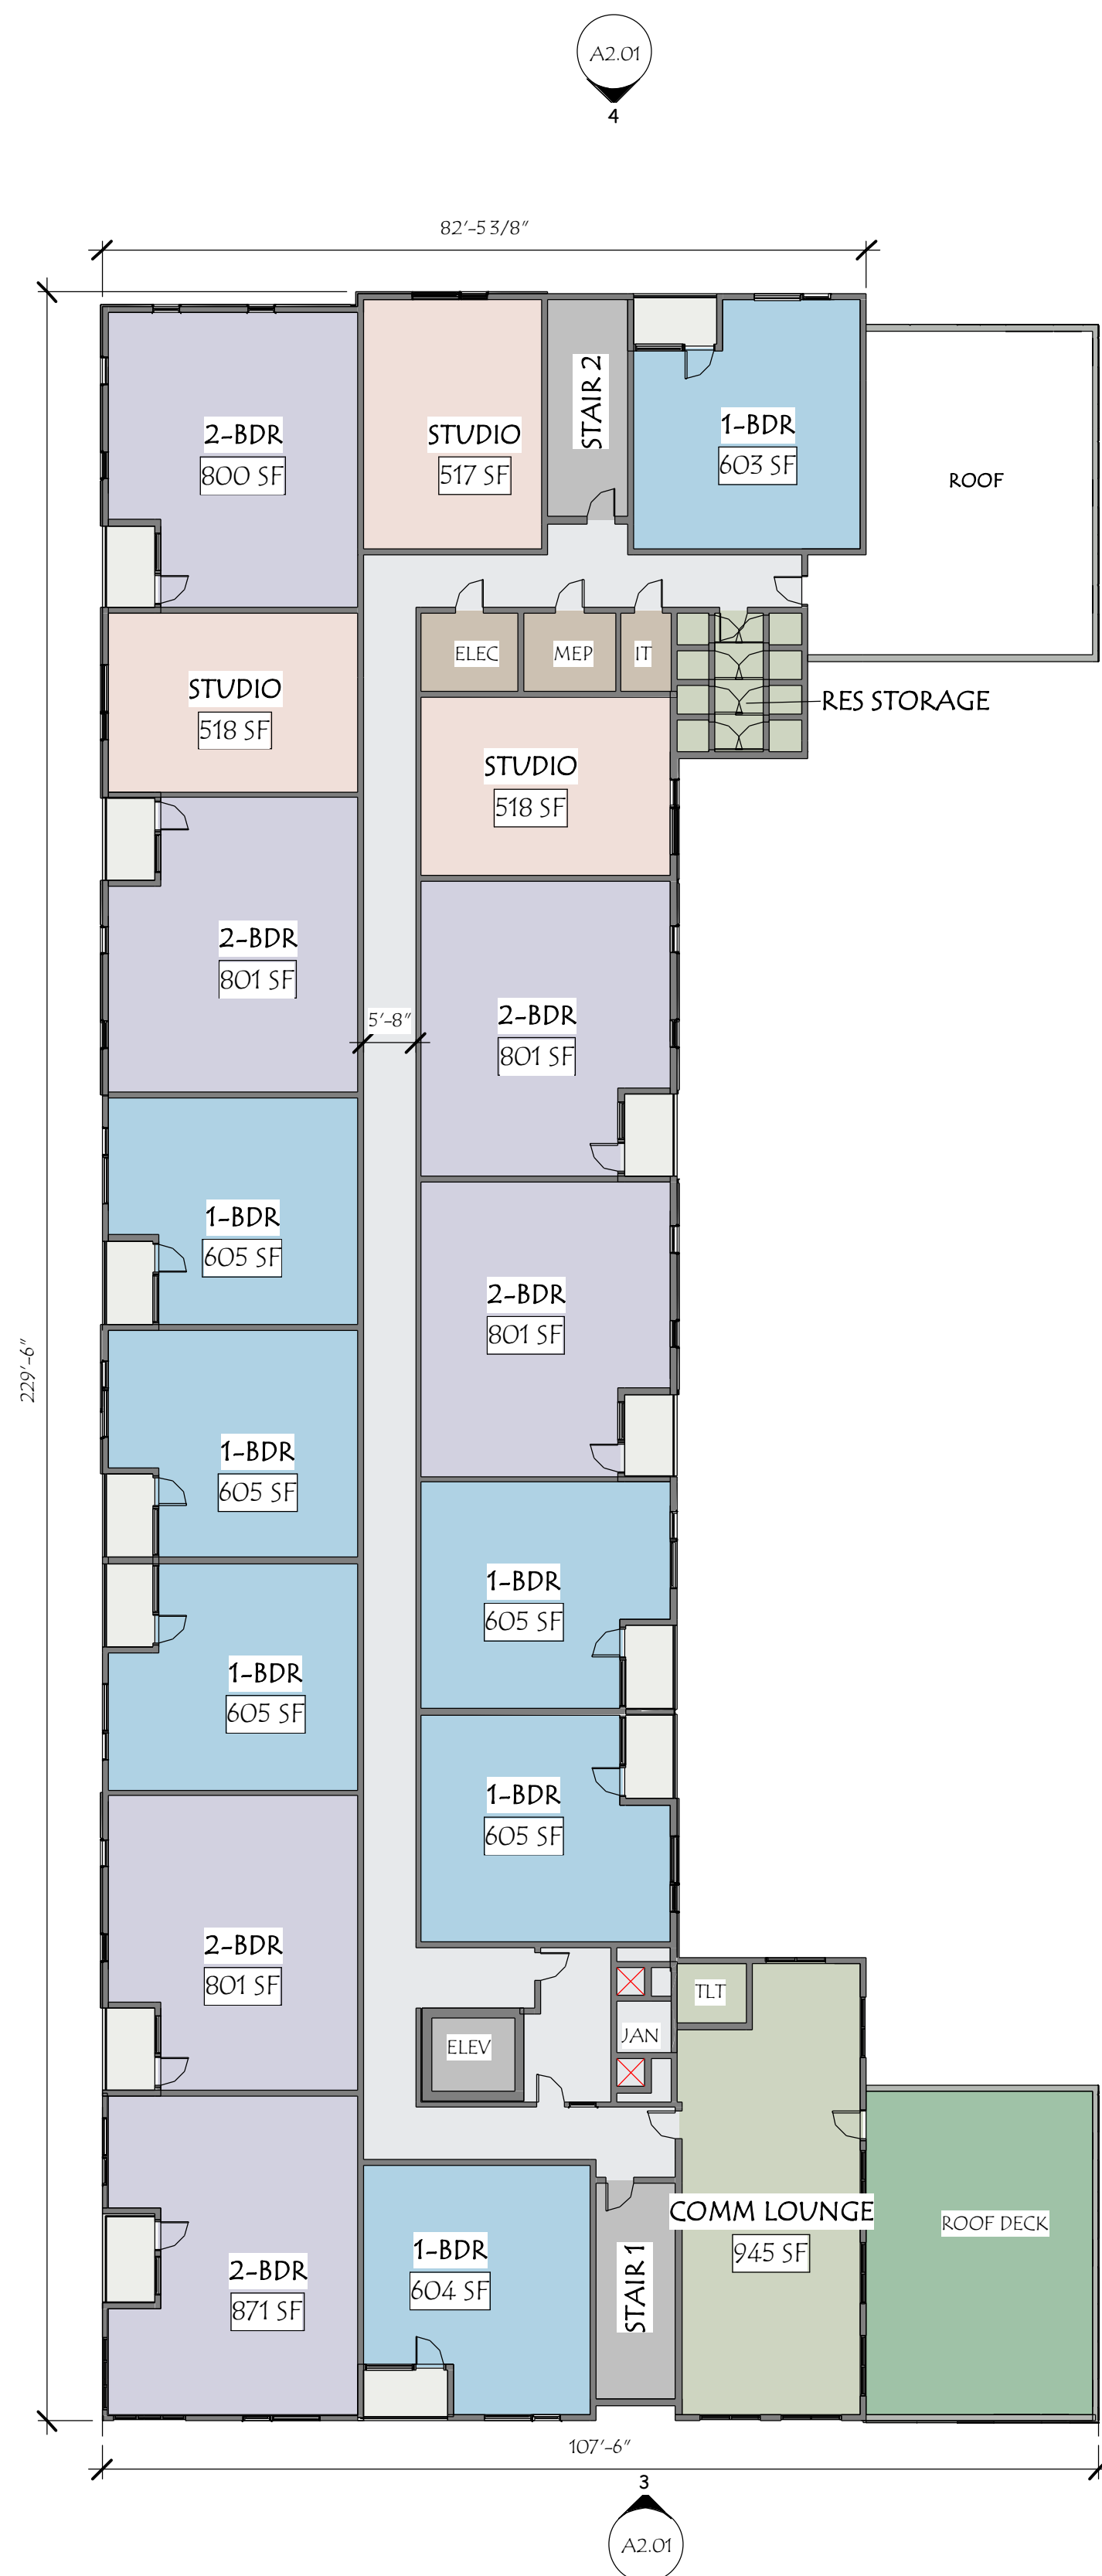 A2.01
4
82'-5 3/8"
2-BDR
800 SF
STUDIO
517 SF
STAIR 2
1-BDR
603 SF
ROOF
ELEC
MEP
IT
STUDIO
518 SF
RES STORAGE
STUDIO
518 SF
2-BDR
801 SF
5'-8"
2-BDR
801 SF
1-BDR
605 SF
2-BDR
801 SF
229'-6"
1-BDR
605 SF
1-BDR
605 SF
1-BDR
605 SF
1-BDR
605 SF
2-BDR
801 SF
TLT
JAN
ELEV
COMM LOUNGE
945 SF
ROOF DECK
1-BDR
604 SF
STAIR 1
2-BDR
871 SF
107'-6"
3
A2.01